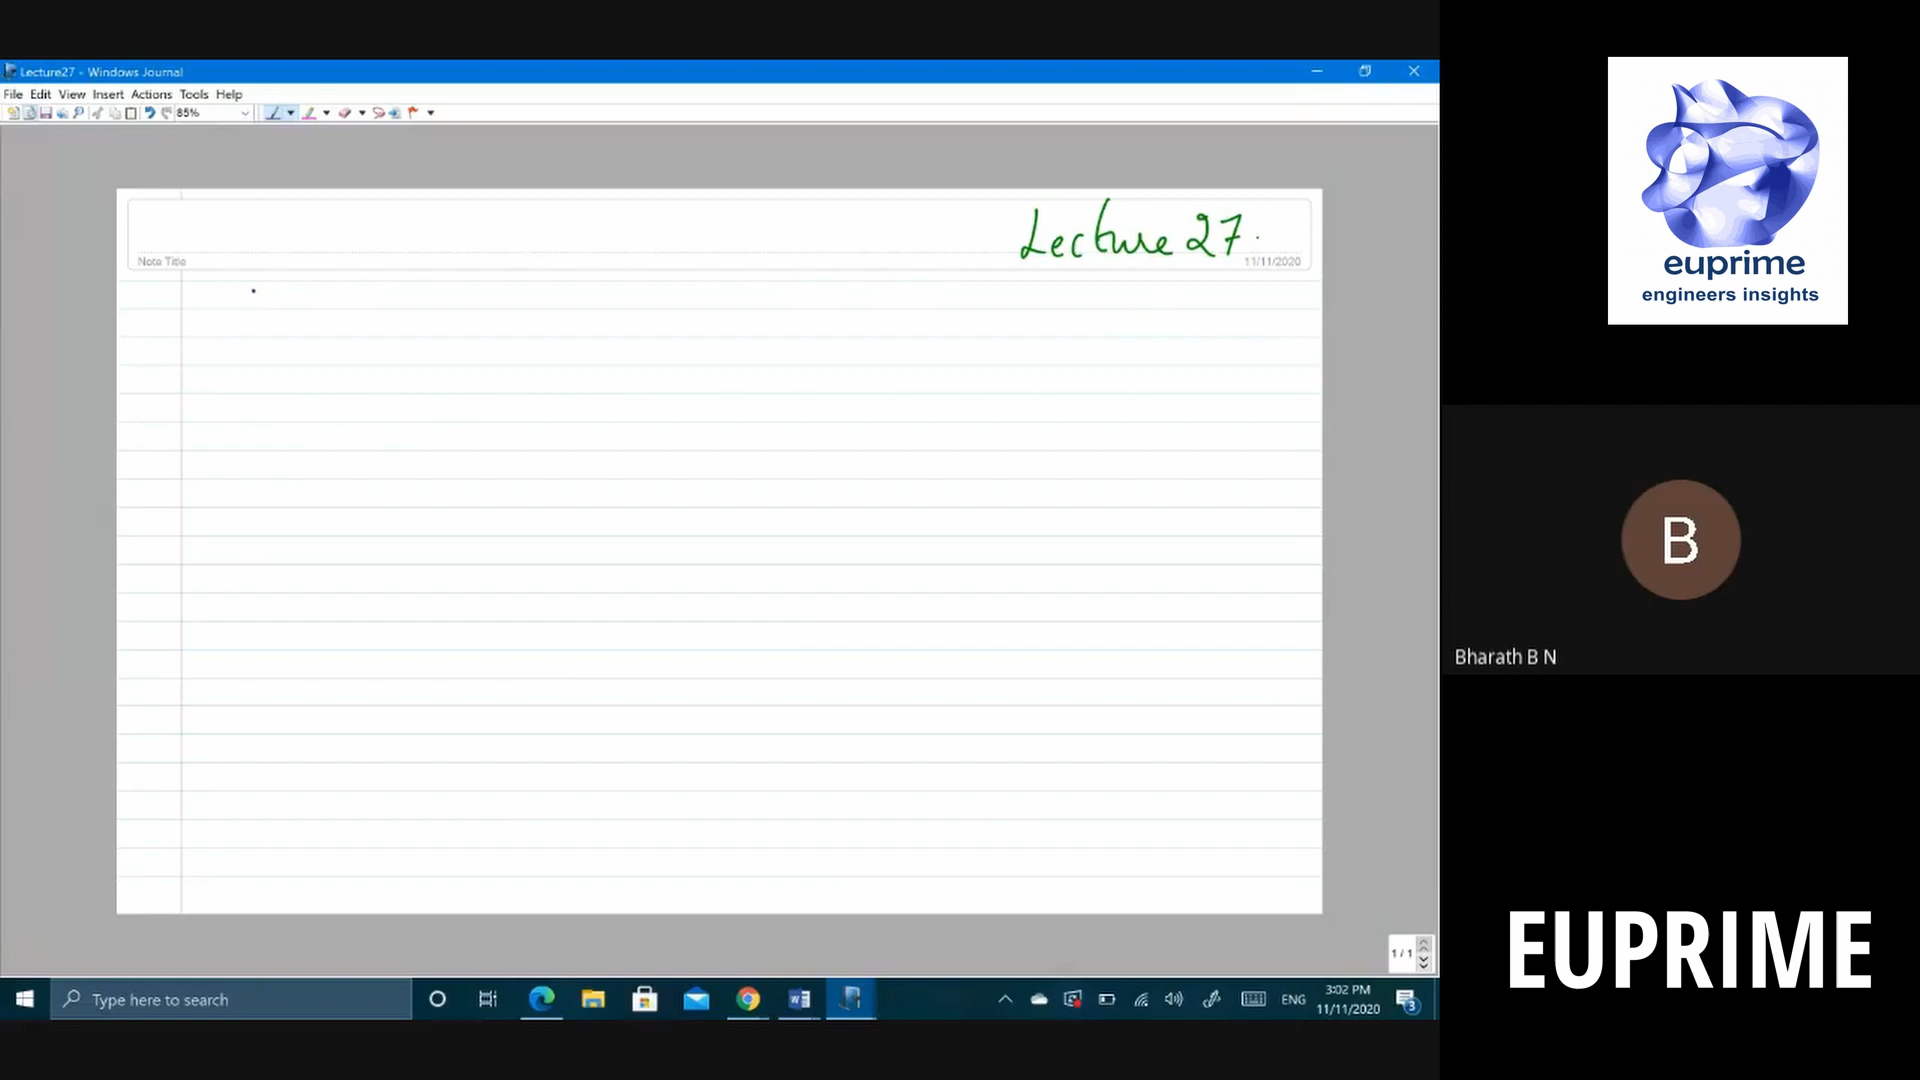 Lecture27 - Windows Journal
File Edit View Insert Actions Tools Help
85%
Lecture 27.
Note Title
11/11/2020
1 / 1
Type here to search
ENG
3:02 PM
11/11/2020
3
euprime
engineers insights
B
Bharath B N
EUPRIME